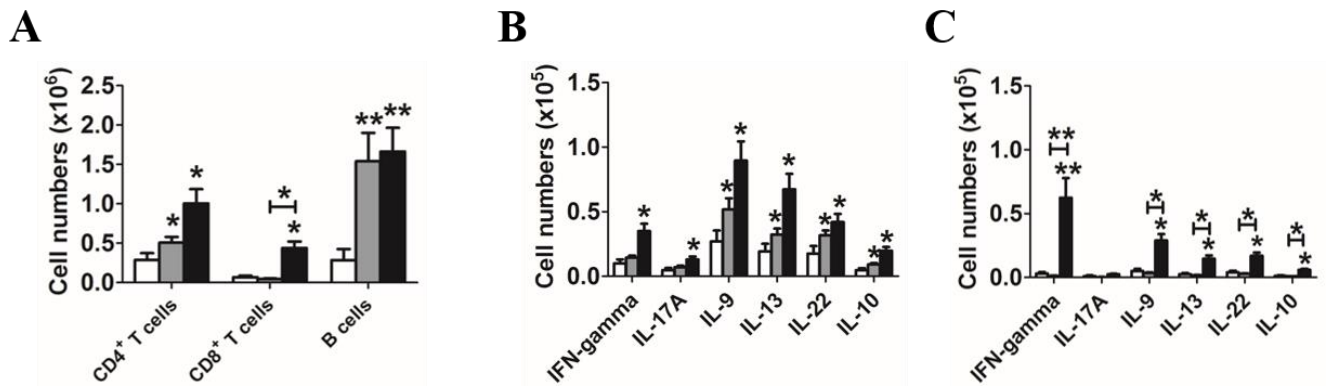 A
Cell numbers (x10⁶)
2.5
2.0
1.5
1.0
0.5
0.0
*
*
*
*
**
**
CD4⁺ T cells
CD8⁺ T cells
B cells
B
Cell numbers (x10⁵)
1.5
1.0
0.5
0.0
*
*
*
*
*
*
*
*
*
*
IFN-gamma
IL-17A
IL-9
IL-13
IL-22
IL-10
C
Cell numbers (x10⁵)
1.5
1.0
0.5
0.0
**
**
*
*
*
*
*
*
*
*
IFN-gamma
IL-17A
IL-9
IL-13
IL-22
IL-10